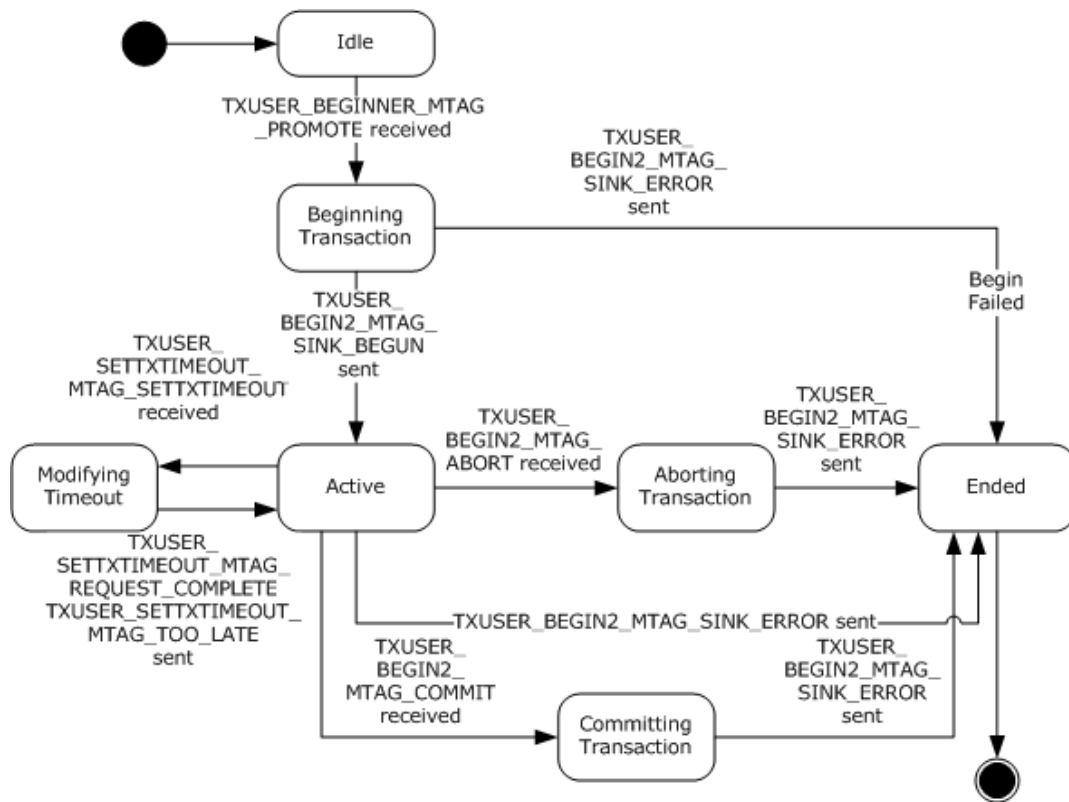 Idle
TXUSER_BEGINNER_MTAG
_PROMOTE received
TXUSER_
BEGIN2_MTAG_
SINK_ERROR
sent
Beginning
Transaction
Begin
Failed
TXUSER_
BEGIN2_MTAG_
SINK_BEGUN
sent
TXUSER_
SETTXTIMEOUT_
MTAG_SETTXTIMEOUT
received
TXUSER_
BEGIN2_MTAG_
ABORT received
TXUSER_
BEGIN2_MTAG_
SINK_ERROR
sent
Modifying
Timeout
Active
Aborting
Transaction
Ended
TXUSER_
SETTXTIMEOUT_MTAG_
REQUEST_COMPLETE
TXUSER_SETTXTIMEOUT_
MTAG_TOO_LATE
sent
TXUSER_BEGIN2_MTAG_SINK_ERROR sent
TXUSER_
BEGIN2_
MTAG_COMMIT
received
TXUSER_
BEGIN2_MTAG_
SINK_ERROR
sent
Committing
Transaction